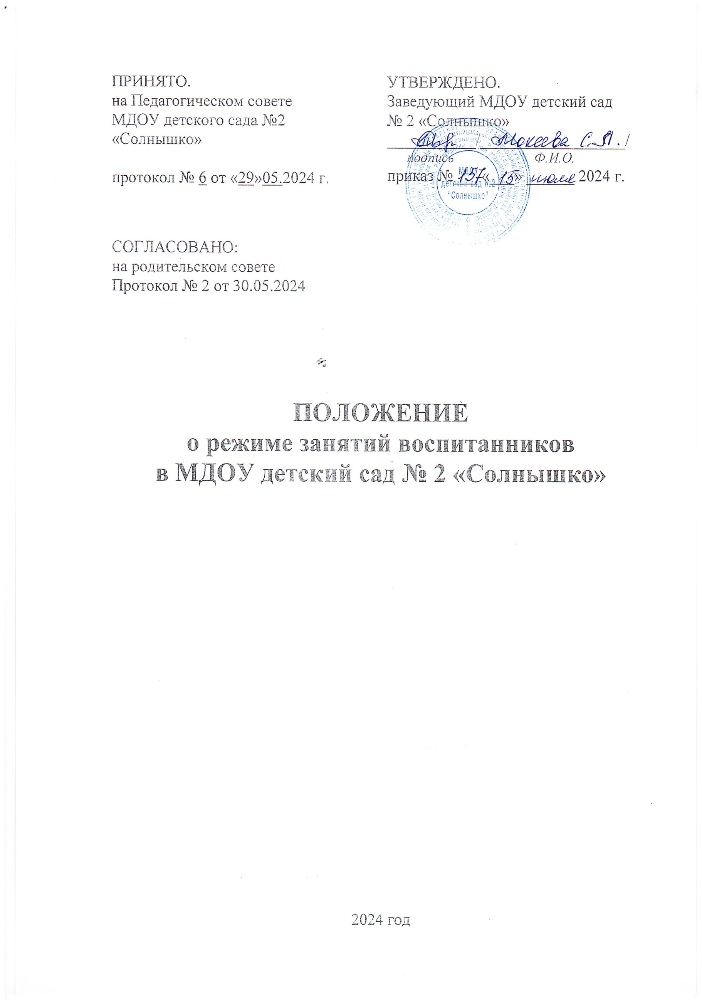 ПРИНЯТО.
на Педагогическом совете
МДОУ детского сада №2
«Солнышко»
протокол № 6 от «29»05.2024 г.
УТВЕРЖДЕНО.
Заведующий МДОУ детский сад
№ 2 «Солнышко»
/ Мокеева С.П. /
подпись Ф.И.О.
приказ № 137 « 15 » июля 2024 г.
МДОУ
детский сад №2
"Солнышко"
СОГЛАСОВАНО:
на родительском совете
Протокол № 2 от 30.05.2024
ПОЛОЖЕНИЕ
о режиме занятий воспитанников
в МДОУ детский сад № 2 «Солнышко»
2024 год